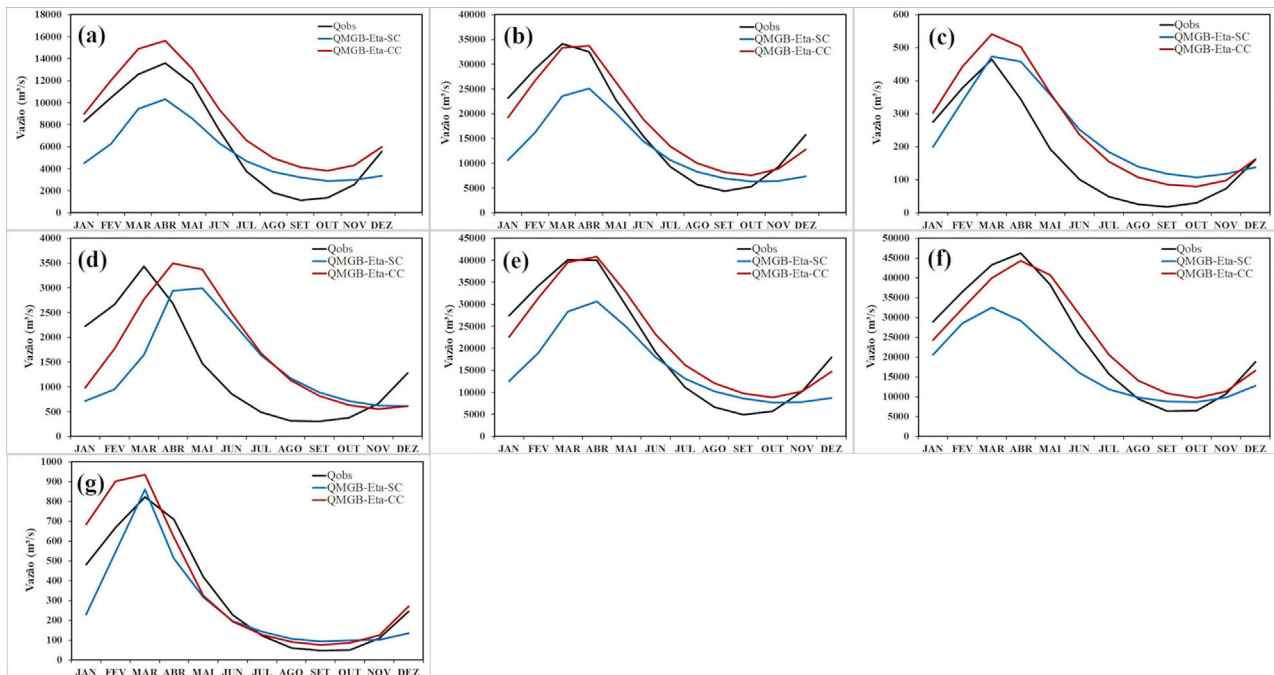 (a)
Qobs
QMGB-Eta-SC
QMGB-Eta-CC
Vazão (m³/s)
18000
16000
14000
12000
10000
8000
6000
4000
2000
0
JAN FEV MAR ABR MAI JUN JUL AGO SET OUT NOV DEZ
(b)
Qobs
QMGB-Eta-SC
QMGB-Eta-CC
Vazão (m³/s)
40000
35000
30000
25000
20000
15000
10000
5000
0
JAN FEV MAR ABR MAI JUN JUL AGO SET OUT NOV DEZ
(c)
Qobs
QMGB-Eta-SC
QMGB-Eta-CC
Vazão (m³/s)
600
500
400
300
200
100
0
JAN FEV MAR ABR MAI JUN JUL AGO SET OUT NOV DEZ
(d)
Qobs
QMGB-Eta-SC
QMGB-Eta-CC
Vazão (m³/s)
4000
3500
3000
2500
2000
1500
1000
500
0
JAN FEV MAR ABR MAI JUN JUL AGO SET OUT NOV DEZ
(e)
Qobs
QMGB-Eta-SC
QMGB-Eta-CC
Vazão (m³/s)
45000
40000
35000
30000
25000
20000
15000
10000
5000
0
JAN FEV MAR ABR MAI JUN JUL AGO SET OUT NOV DEZ
(f)
Qobs
QMGB-Eta-SC
QMGB-Eta-CC
Vazão (m³/s)
50000
45000
40000
35000
30000
25000
20000
15000
10000
5000
0
JAN FEV MAR ABR MAI JUN JUL AGO SET OUT NOV DEZ
(g)
Qobs
QMGB-Eta-SC
QMGB-Eta-CC
Vazão (m³/s)
1000
900
800
700
600
500
400
300
200
100
0
JAN FEV MAR ABR MAI JUN JUL AGO SET OUT NOV DEZ